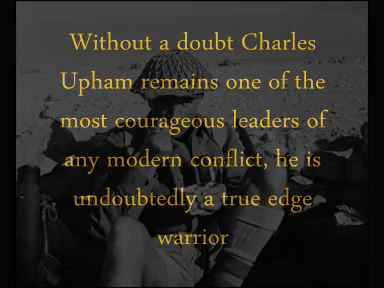 Without a doubt Charles
Upham remains one of the
most courageous leaders of
any modern conflict, he is
undoubtedly a true edge
warrior